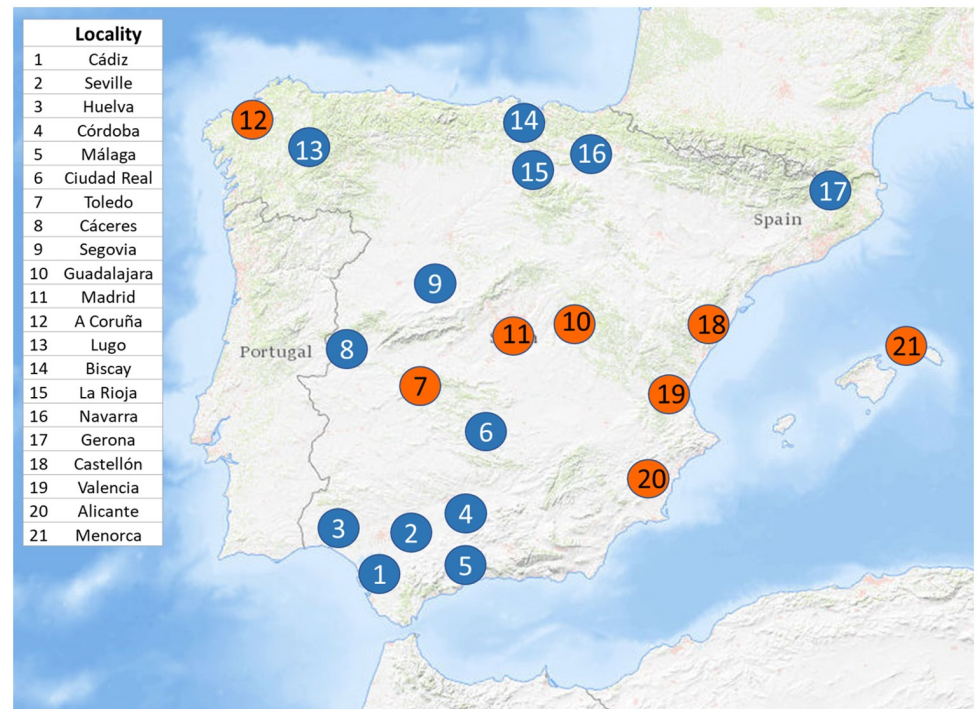 Locality
1 Cádiz
2 Seville
3 Huelva
4 Córdoba
5 Málaga
6 Ciudad Real
7 Toledo
8 Cáceres
9 Segovia
10 Guadalajara
11 Madrid
12 A Coruña
13 Lugo
14 Biscay
15 La Rioja
16 Navarra
17 Gerona
18 Castellón
19 Valencia
20 Alicante
21 Menorca
12
13
14
15
16
17
Spain
9
10
11
18
21
Portugal
8
7
19
6
20
4
3
2
5
1